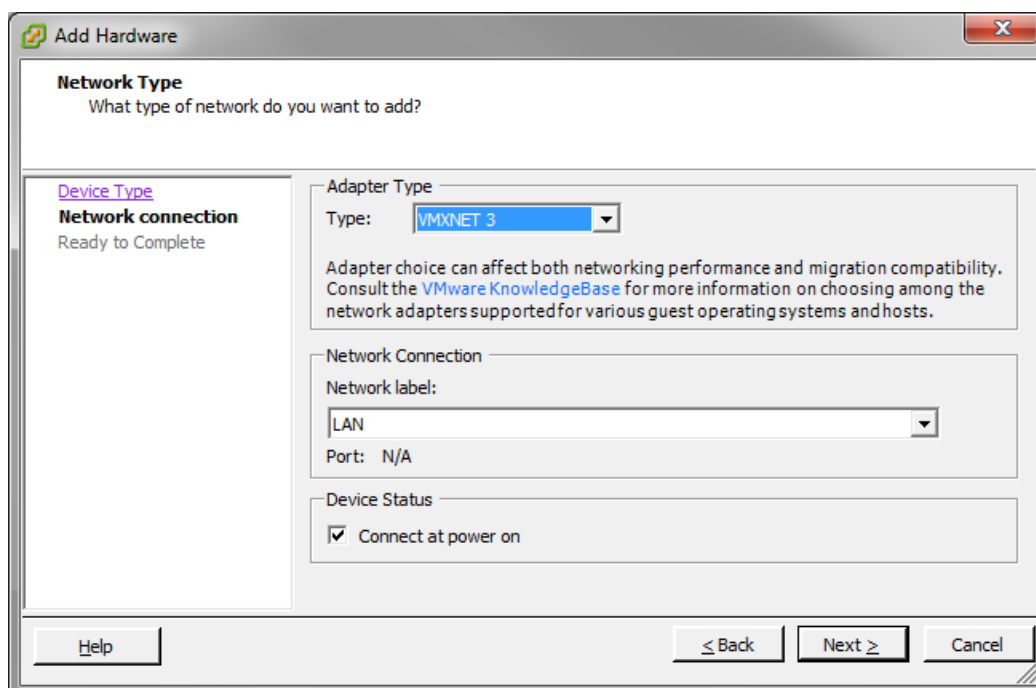 Add Hardware
X
Network Type
What type of network do you want to add?
Device Type
Network connection
Ready to Complete
Adapter Type
Type: VMXNET 3
Adapter choice can affect both networking performance and migration compatibility.
Consult the VMware KnowledgeBase for more information on choosing among the
network adapters supported for various guest operating systems and hosts.
Network Connection
Network label:
LAN
Port: N/A
Device Status
Connect at power on
Help
< Back
Next >
Cancel